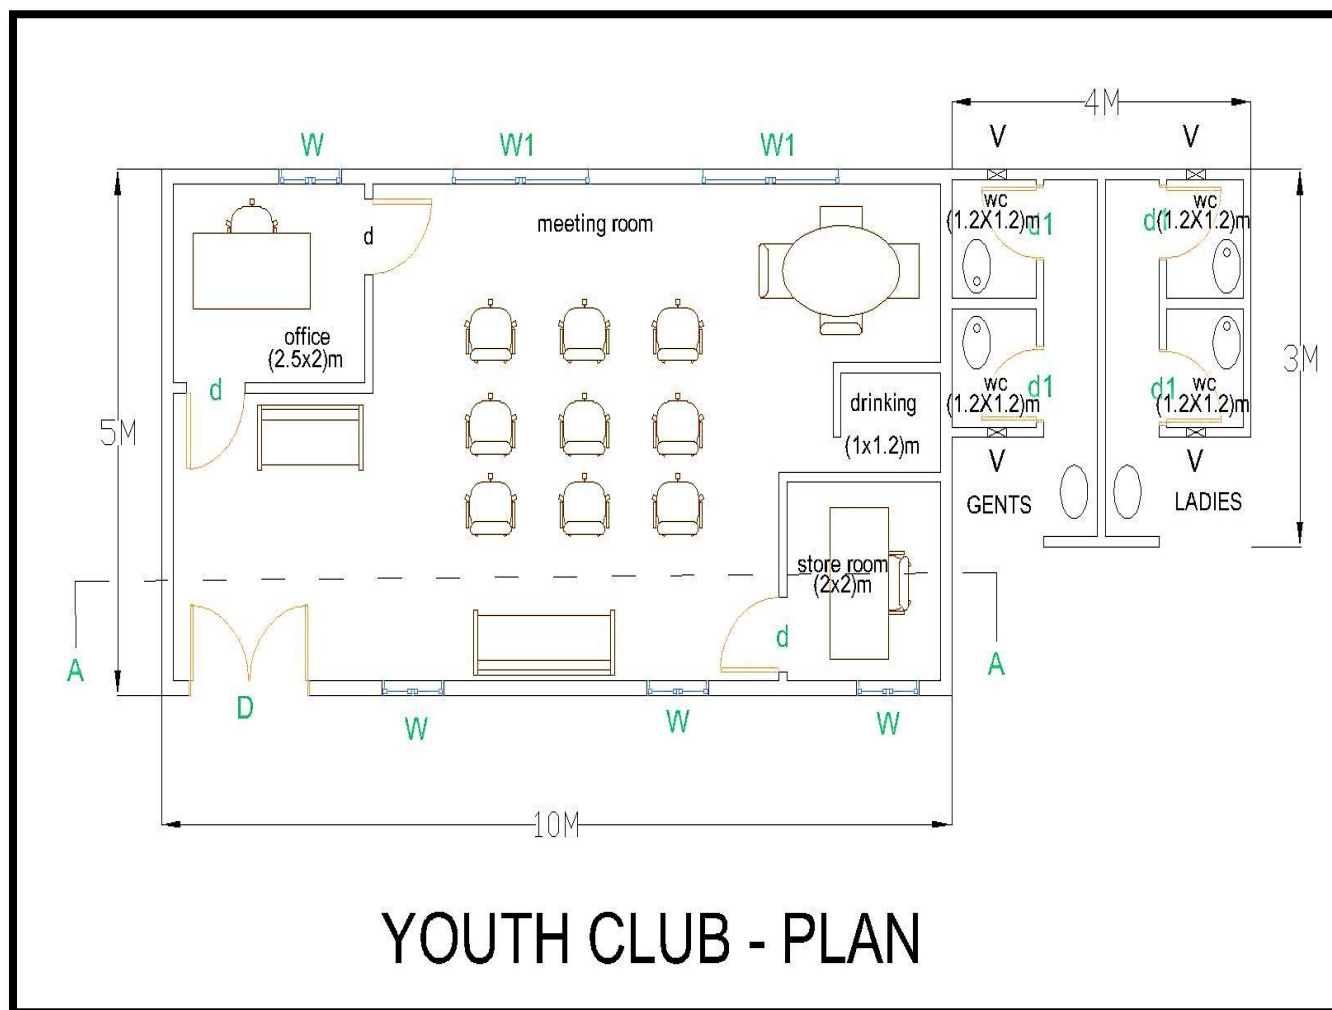 4M
W
W1
W1
V
V
d
meeting room
wc
(1.2X1.2)m
d1
wc
(1.2X1.2)m
d1
office
(2.5x2)m
d
3M
5M
drinking
(1x1.2)m
wc
(1.2X1.2)m
d1
wc
(1.2X1.2)m
d1
V
V
GENTS
LADIES
store room
(2x2)m
d
A
A
D
W
W
W
10M
YOUTH CLUB - PLAN